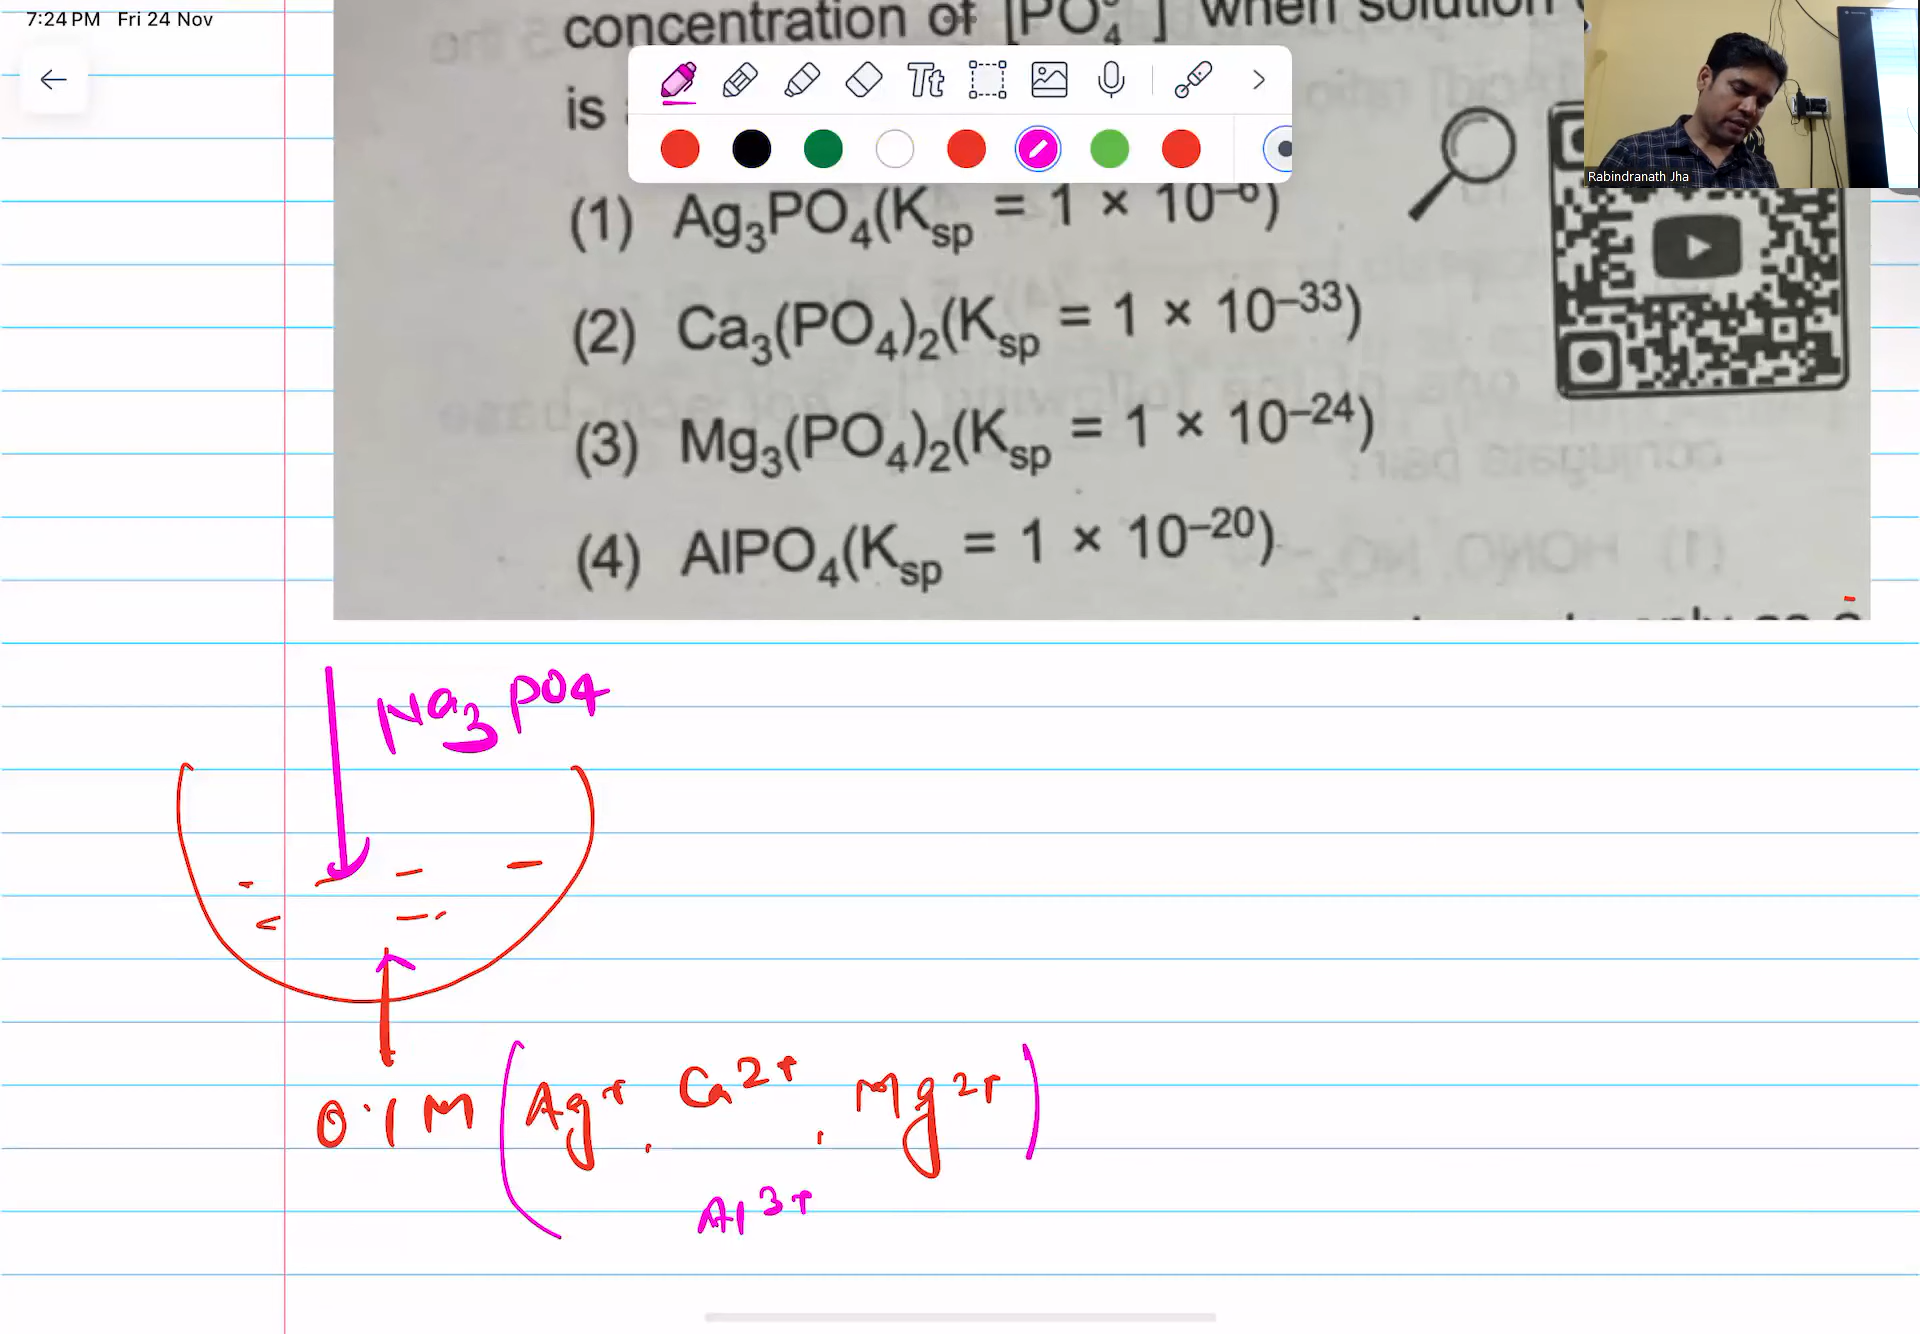 7:24 PM Fri 24 Nov
concentration of [PO₄³⁻] when solution
is
Tt
Rabindranath Jha
(1) Ag₃PO₄(Ksp = 1 × 10⁻⁶)
(2) Ca₃(PO₄)₂(Ksp = 1 × 10⁻³³)
(3) Mg₃(PO₄)₂(Ksp = 1 × 10⁻²⁴)
(4) AlPO₄(Ksp = 1 × 10⁻²⁰)
Na₃PO4
0.1 M (Ag⁺, Ca²⁺, Mg²⁺)
Al³⁺